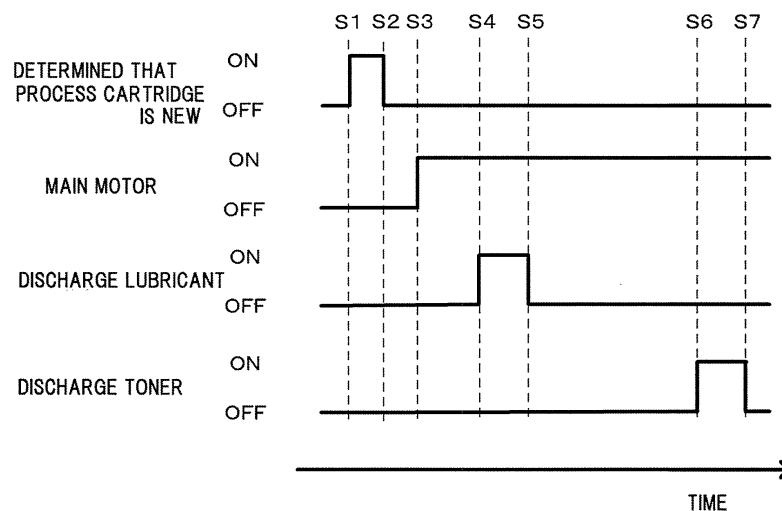 S1 S2 S3 S4 S5 S6 S7
ON
DETERMINED THAT
PROCESS CARTRIDGE
IS NEW
OFF
ON
MAIN MOTOR
OFF
ON
DISCHARGE LUBRICANT
OFF
ON
DISCHARGE TONER
OFF
TIME